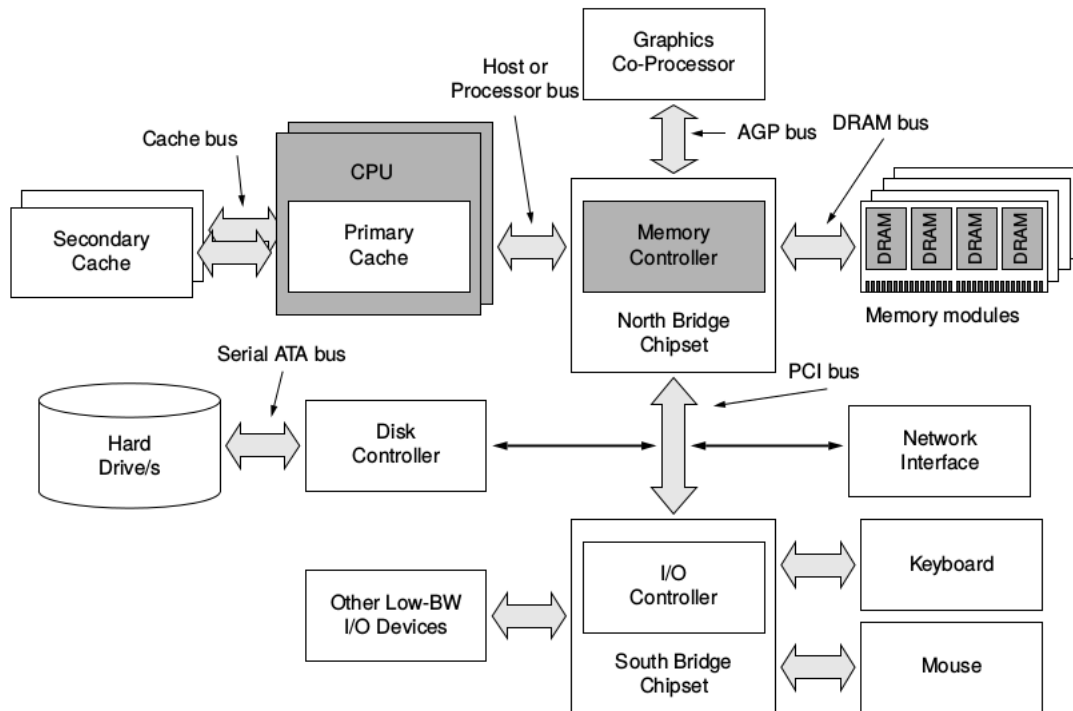 Graphics
Co-Processor
Host or
Processor bus
AGP bus
DRAM bus
Cache bus
CPU
Secondary
Cache
Primary
Cache
Memory
Controller
North Bridge
Chipset
DRAM
DRAM
DRAM
DRAM
Memory modules
Serial ATA bus
PCI bus
Hard
Drive/s
Disk
Controller
Network
Interface
Other Low-BW
I/O Devices
I/O
Controller
South Bridge
Chipset
Keyboard
Mouse